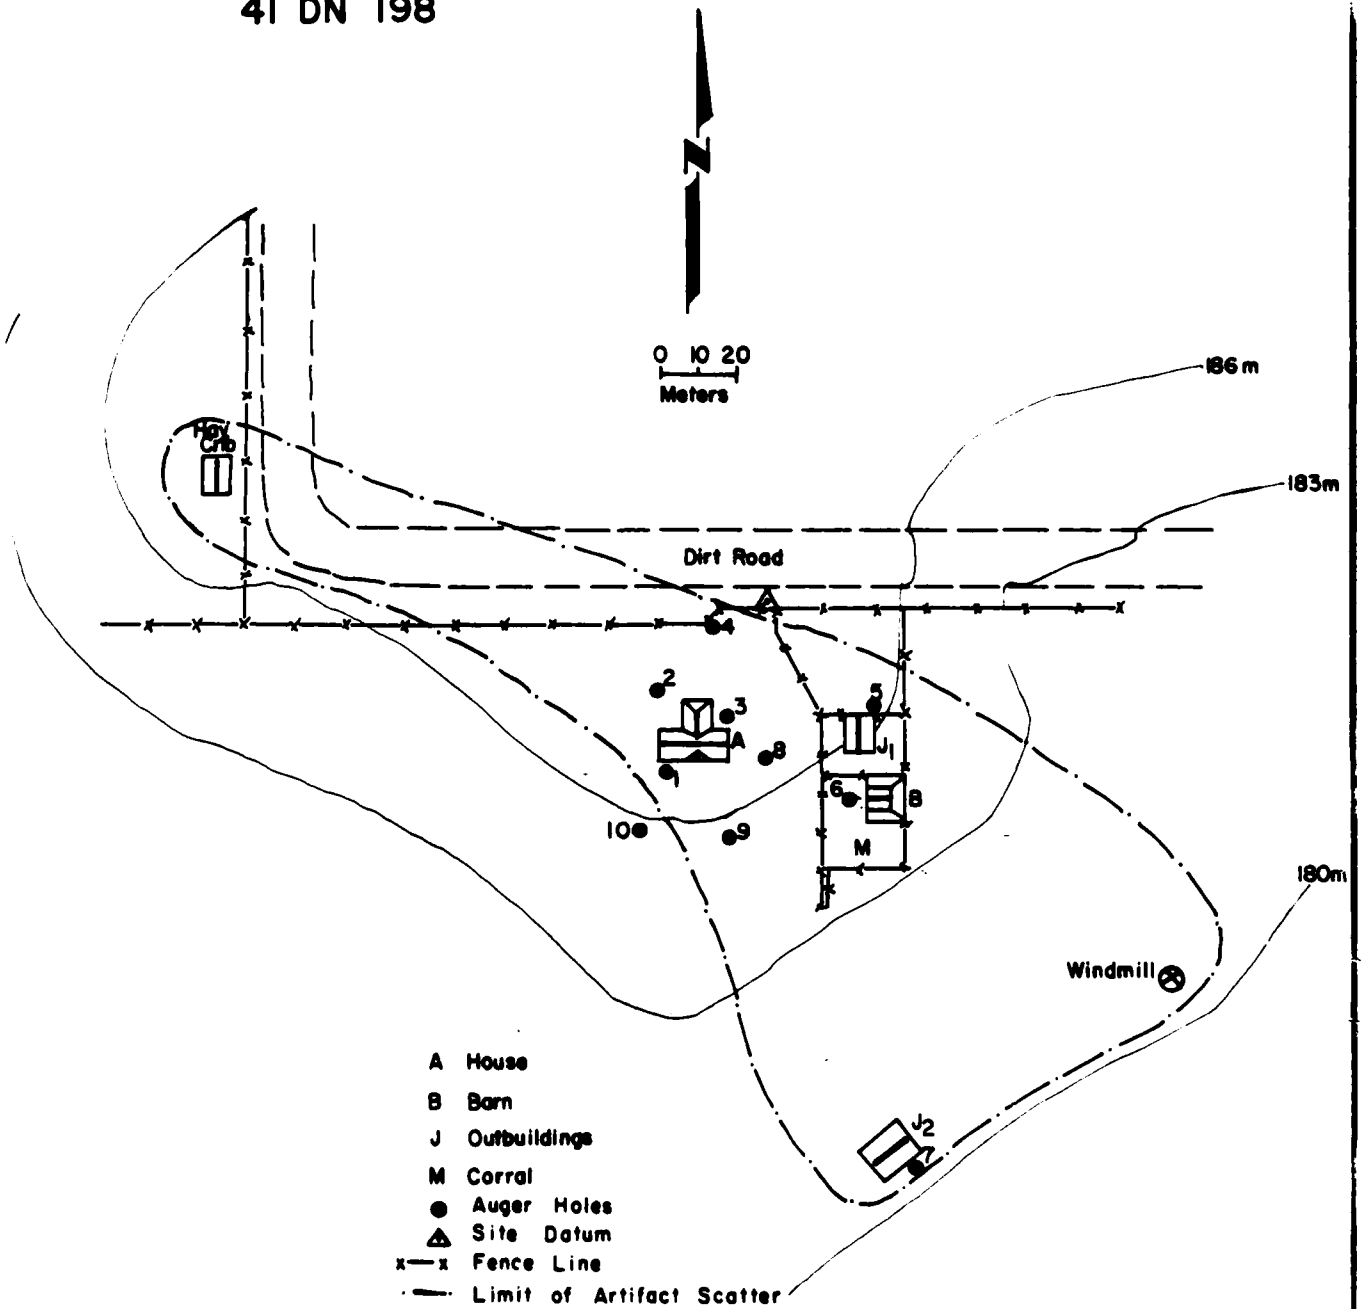 41 DN 198
N
0 10 20
Meters
186m
183m
Hay
Crib
Dirt Road
4
2
3
A
5
J1
8
1
6
B
10
9
M
180m
Windmill
J2
7
A House
B Barn
J Outbuildings
M Corral
Auger Holes
Site Datum
x—x Fence Line
Limit of Artifact Scatter